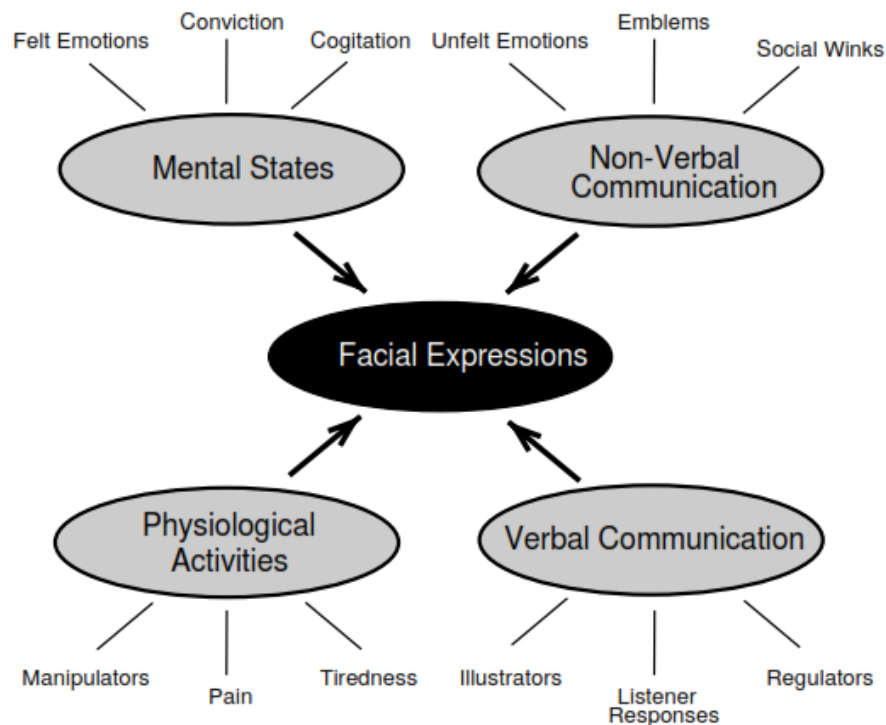 Felt Emotions
Conviction
Cogitation
Unfelt Emotions
Emblems
Social Winks
Mental States
Non-Verbal
Communication
Facial Expressions
Physiological
Activities
Verbal Communication
Manipulators
Pain
Tiredness
Illustrators
Listener
Responses
Regulators